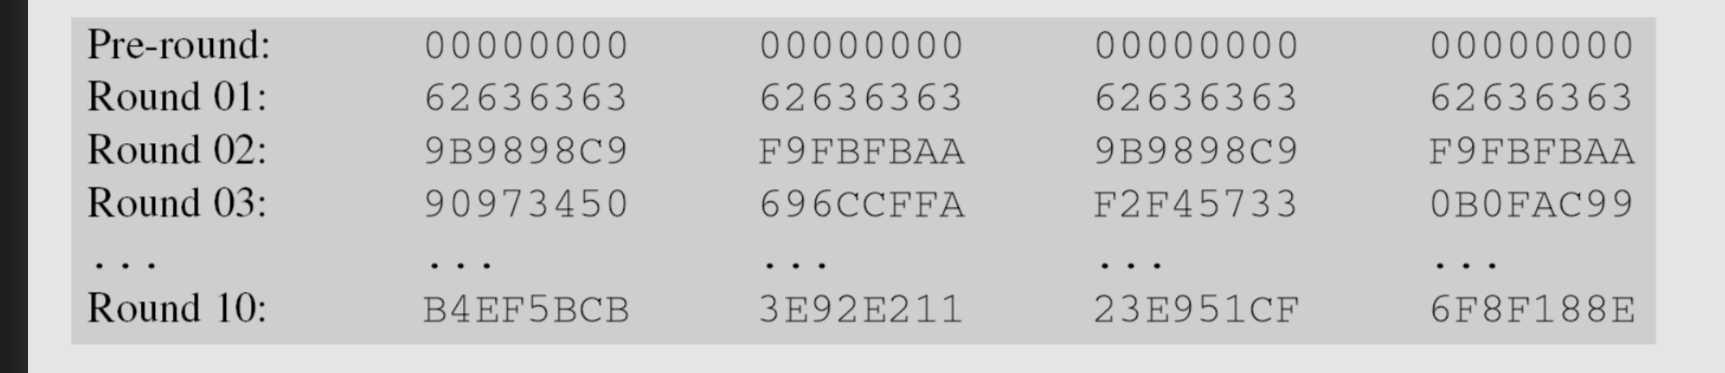 Pre-round: 00000000 00000000 00000000 00000000
Round 01: 62636363 62636363 62636363 62636363
Round 02: 9B9898C9 F9FBFBAA 9B9898C9 F9FBFBAA
Round 03: 90973450 696CCFFA F2F45733 0B0FAC99
... ... ... ... ...
Round 10: B4EF5BCB 3E92E211 23E951CF 6F8F188E